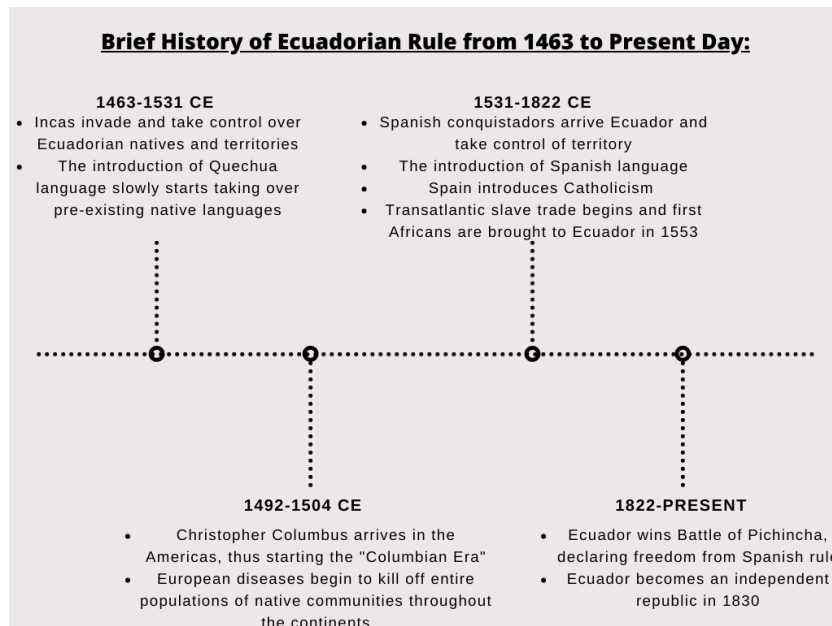 Brief History of Ecuadorian Rule from 1463 to Present Day:
1463-1531 CE
• Incas invade and take control over
Ecuadorian natives and territories
• The introduction of Quechua
language slowly starts taking over
pre-existing native languages
1531-1822 CE
• Spanish conquistadors arrive Ecuador and
take control of territory
• The introduction of Spanish language
• Spain introduces Catholicism
• Transatlantic slave trade begins and first
Africans are brought to Ecuador in 1553
1492-1504 CE
• Christopher Columbus arrives in the
Americas, thus starting the "Columbian Era"
• European diseases begin to kill off entire
populations of native communities throughout
the continents
1822-PRESENT
• Ecuador wins Battle of Pichincha,
declaring freedom from Spanish rule
• Ecuador becomes an independent
republic in 1830